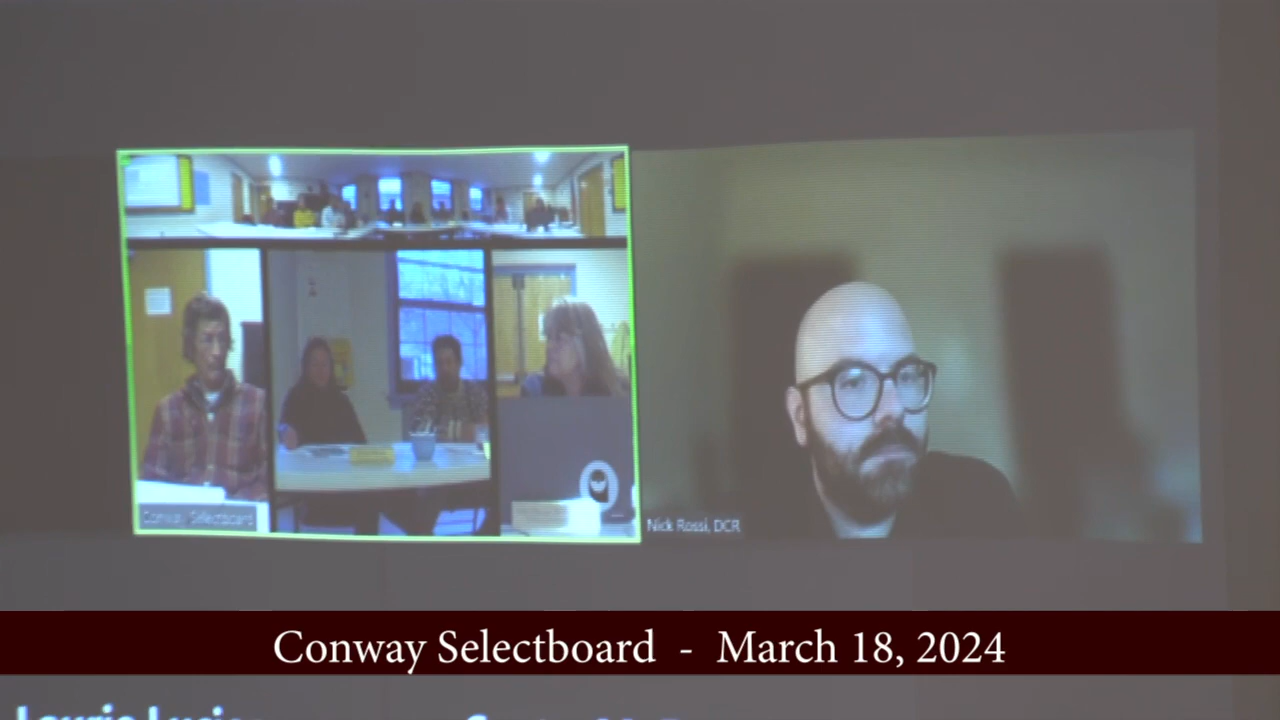 Conway Selectboard
Nick Rossi, DCR
Conway Selectboard - March 18, 2024